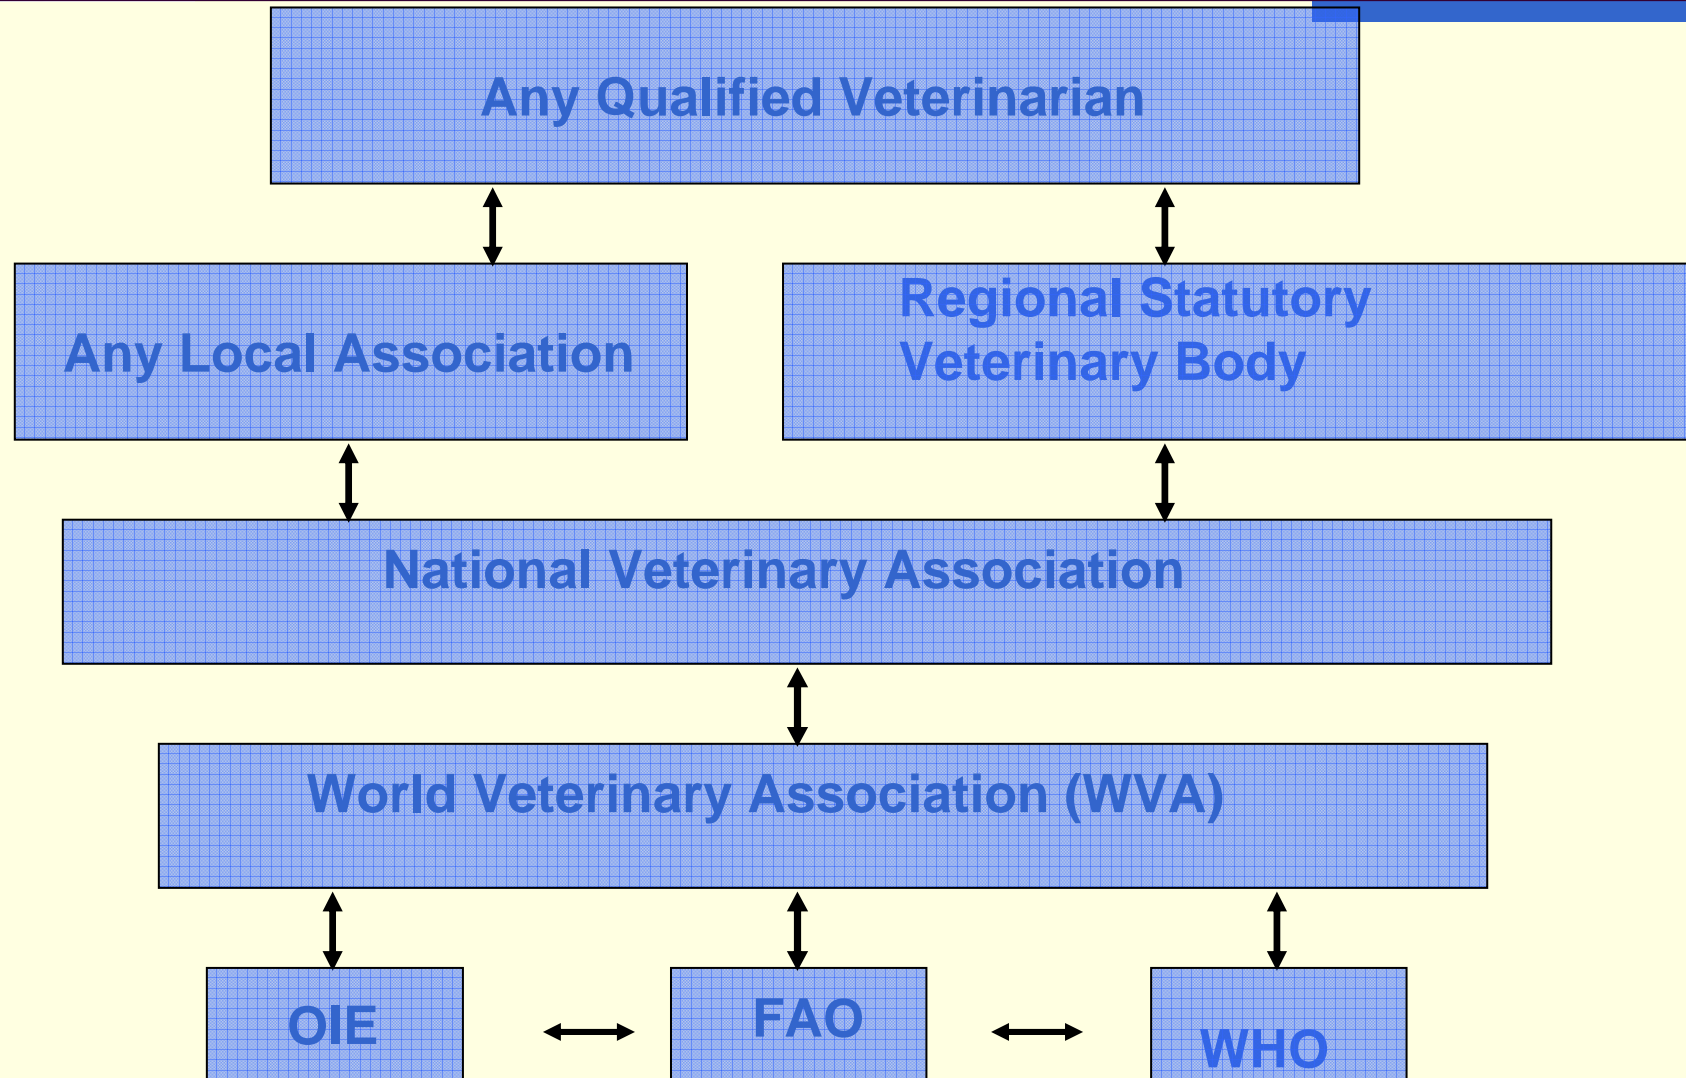 Any Qualified Veterinarian
Any Local Association
Regional Statutory
Veterinary Body
National Veterinary Association
World Veterinary Association (WVA)
OIE
FAO
WHO